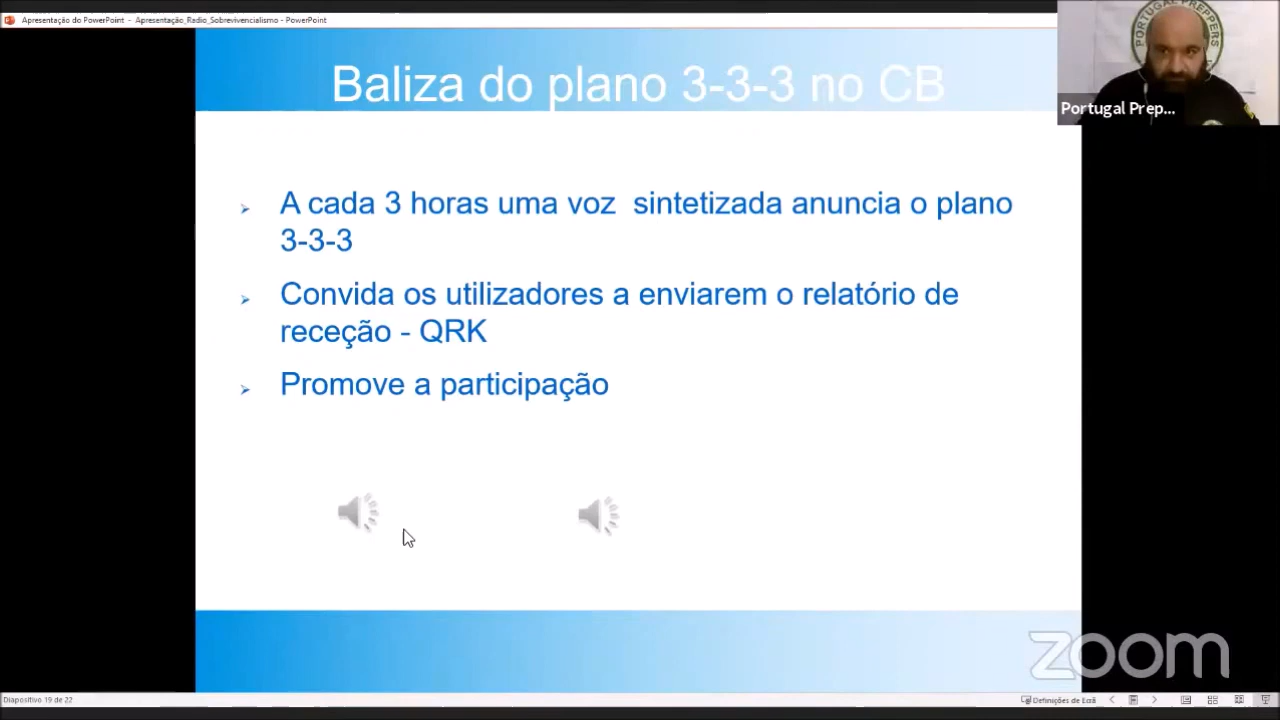 Apresentação do PowerPoint - Apresentação_Radio_Sobrevivencialismo - PowerPoint
PORTUGAL PREPPERS
Portugal Prep...
Baliza do plano 3-3-3 no CB
A cada 3 horas uma voz sintetizada anuncia o plano
3-3-3
Convida os utilizadores a enviarem o relatório de
receção - QRK
Promove a participação
zoom
Diapositivo 19 de 22
Definições de Ecrã